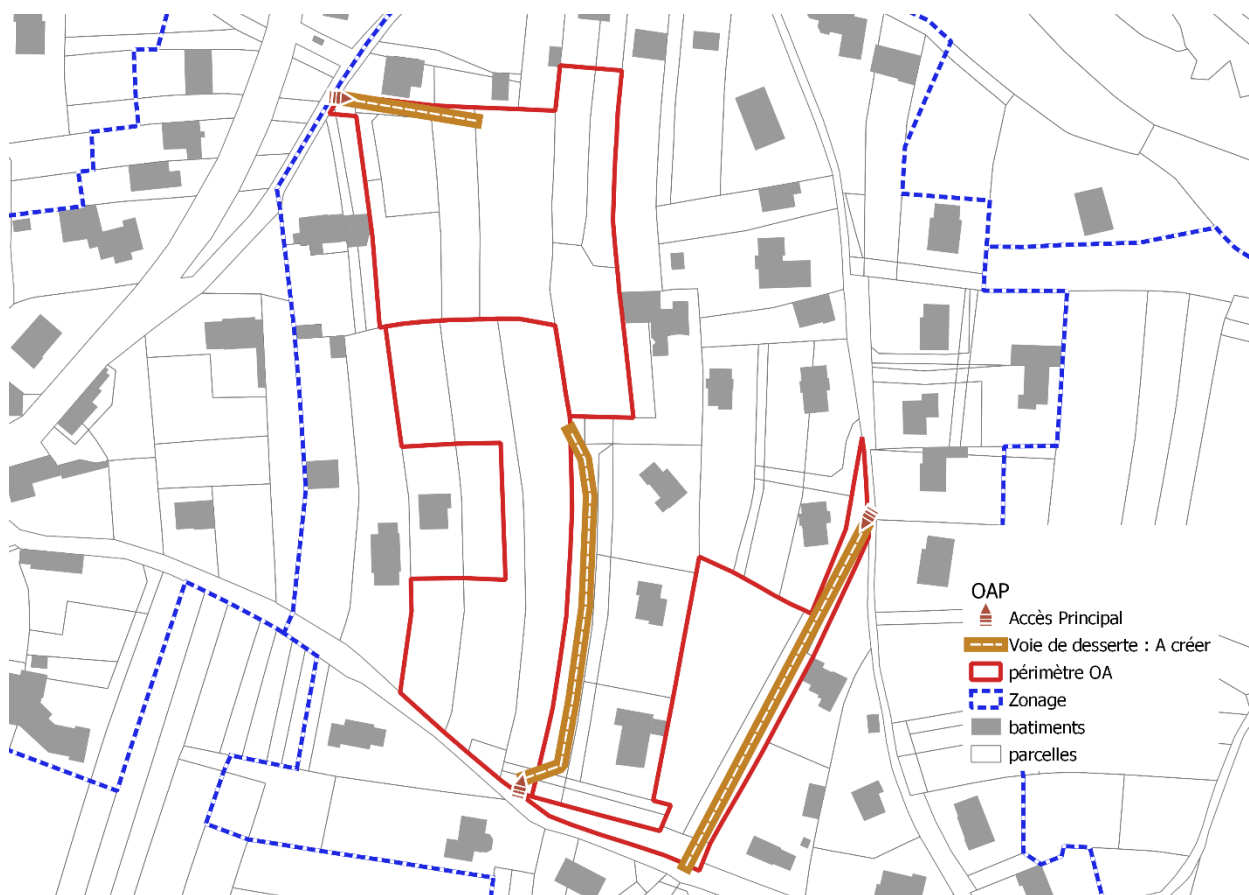 OAP
Accès Principal
Voie de desserte : A créer
périmètre OA
Zonage
batiments
parcelles